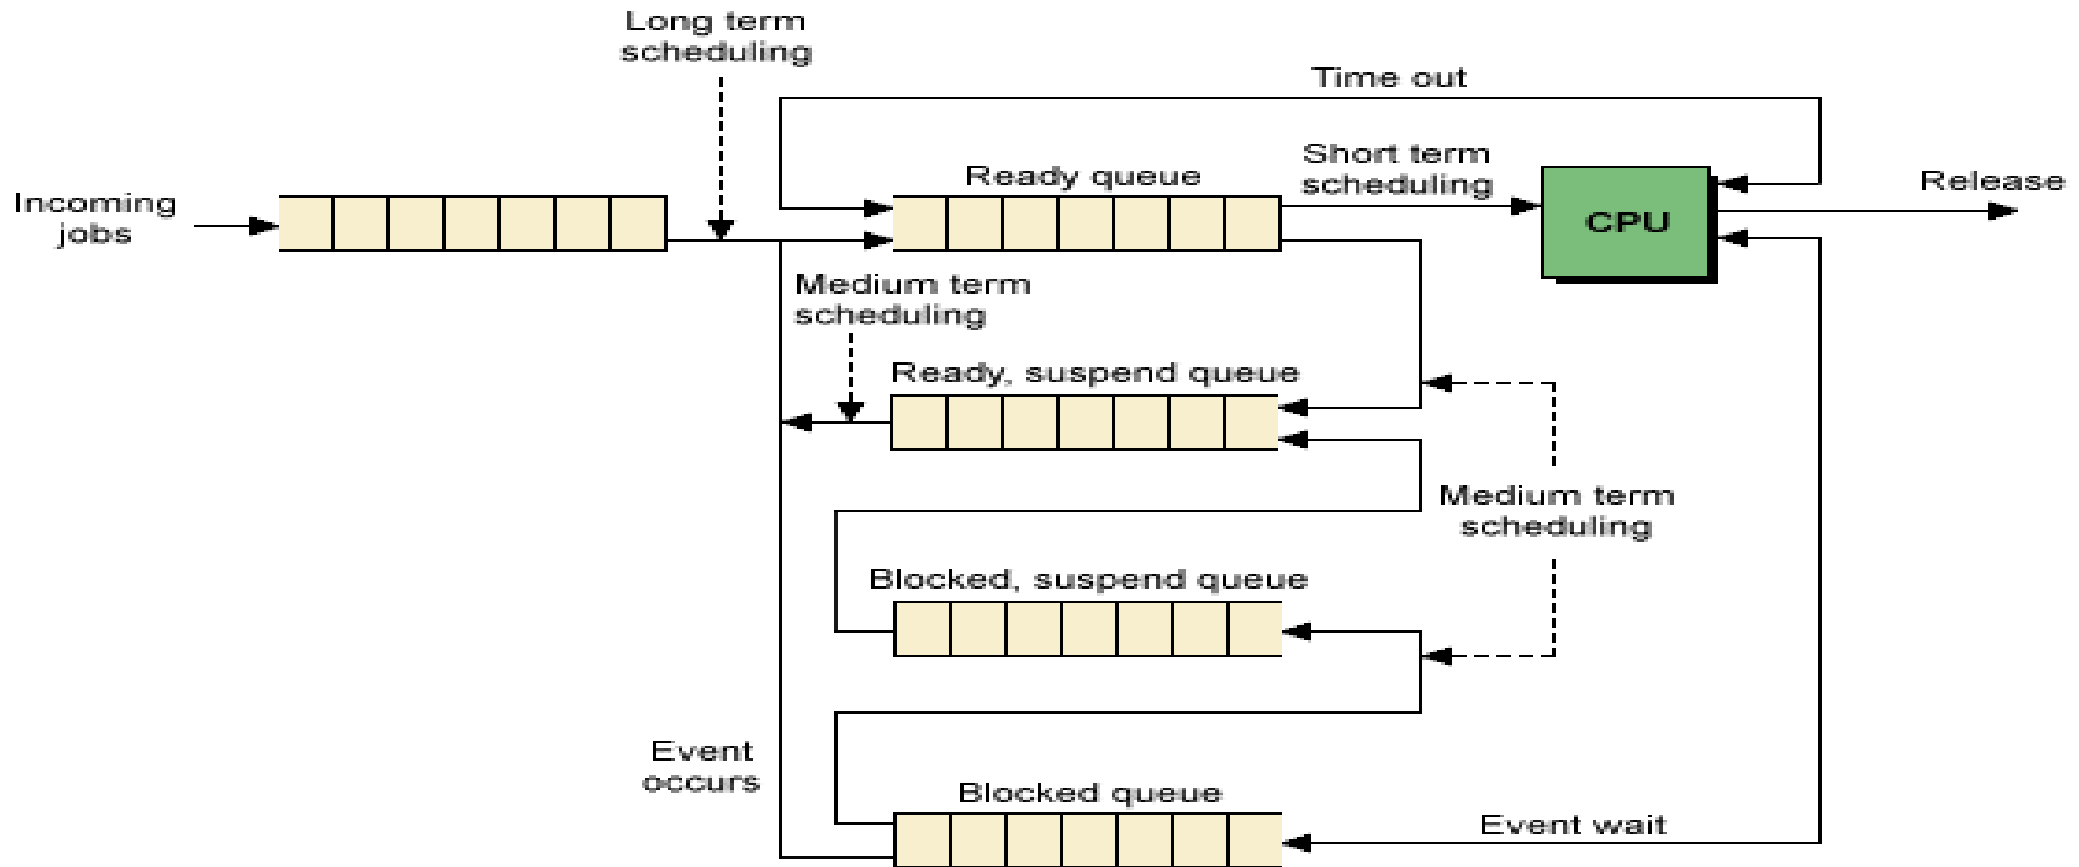 Long term
scheduling
Time out
Short term
scheduling
Ready queue
Release
Incoming
jobs
CPU
Medium term
scheduling
Ready, suspend queue
Medium term
scheduling
Blocked, suspend queue
Event
occurs
Blocked queue
Event wait